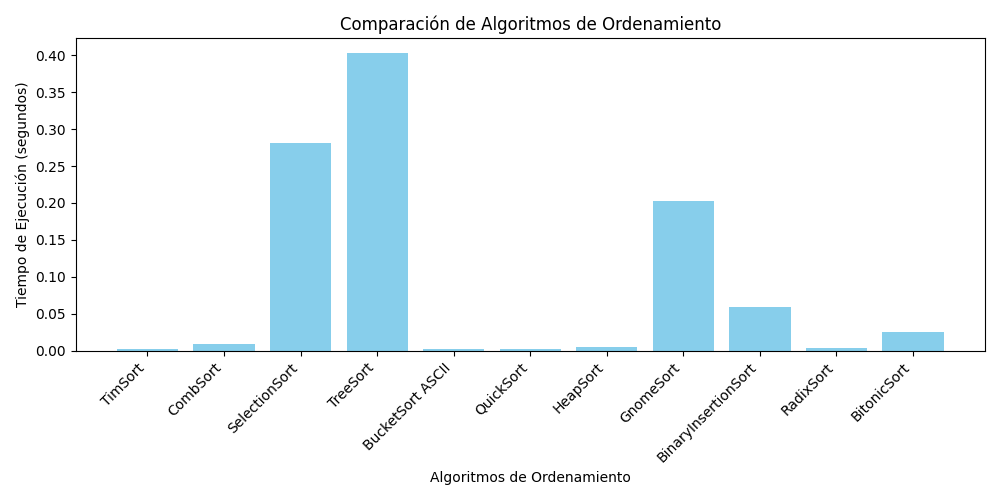 Comparación de Algoritmos de Ordenamiento
Tiempo de Ejecución (segundos)
0.40
0.35
0.30
0.25
0.20
0.15
0.10
0.05
0.00
TimSort
CombSort
SelectionSort
TreeSort
BucketSort ASCII
QuickSort
HeapSort
GnomeSort
BinaryInsertionSort
RadixSort
BitonicSort
Algoritmos de Ordenamiento